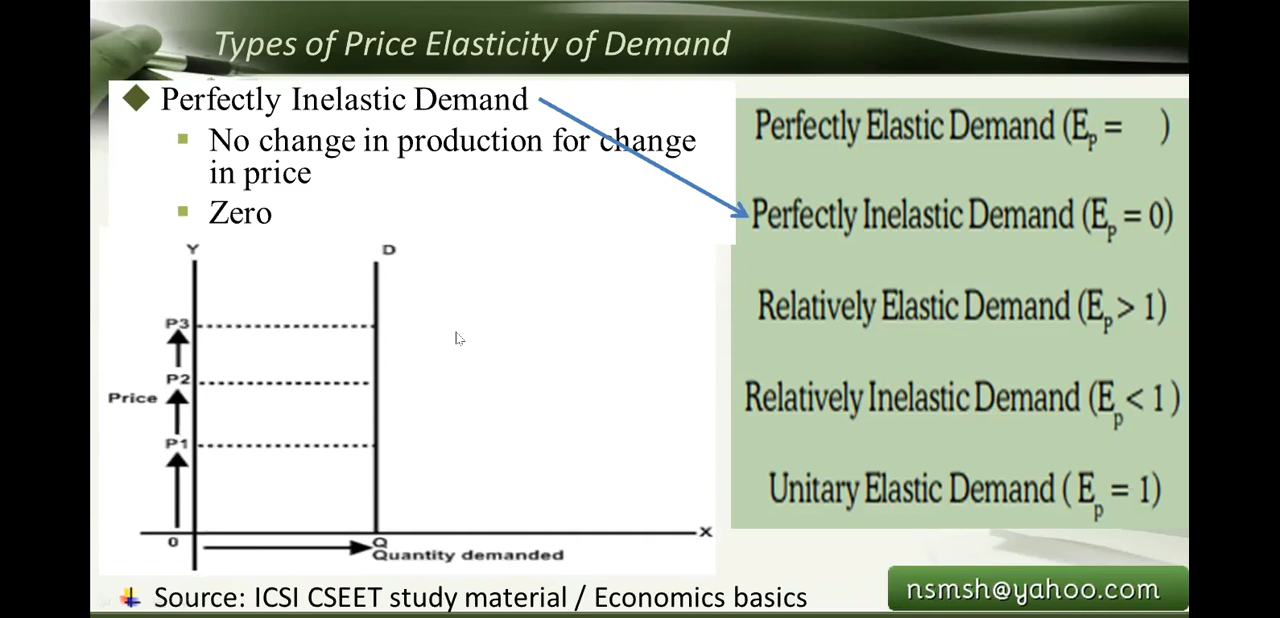 Types of Price Elasticity of Demand
Perfectly Inelastic Demand
No change in production for change
in price
Zero
Perfectly Elastic Demand (Ep = )
Perfectly Inelastic Demand (Ep = 0)
Relatively Elastic Demand (Ep > 1)
Relatively Inelastic Demand (Ep < 1)
Unitary Elastic Demand ( Ep = 1)
Y
D
P3
P2
Price
P1
0
Q
X
Quantity demanded
Source: ICSI CSEET study material / Economics basics
nsmsh@yahoo.com